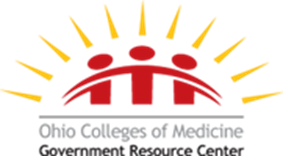 Ohio Colleges of Medicine
Government Resource Center